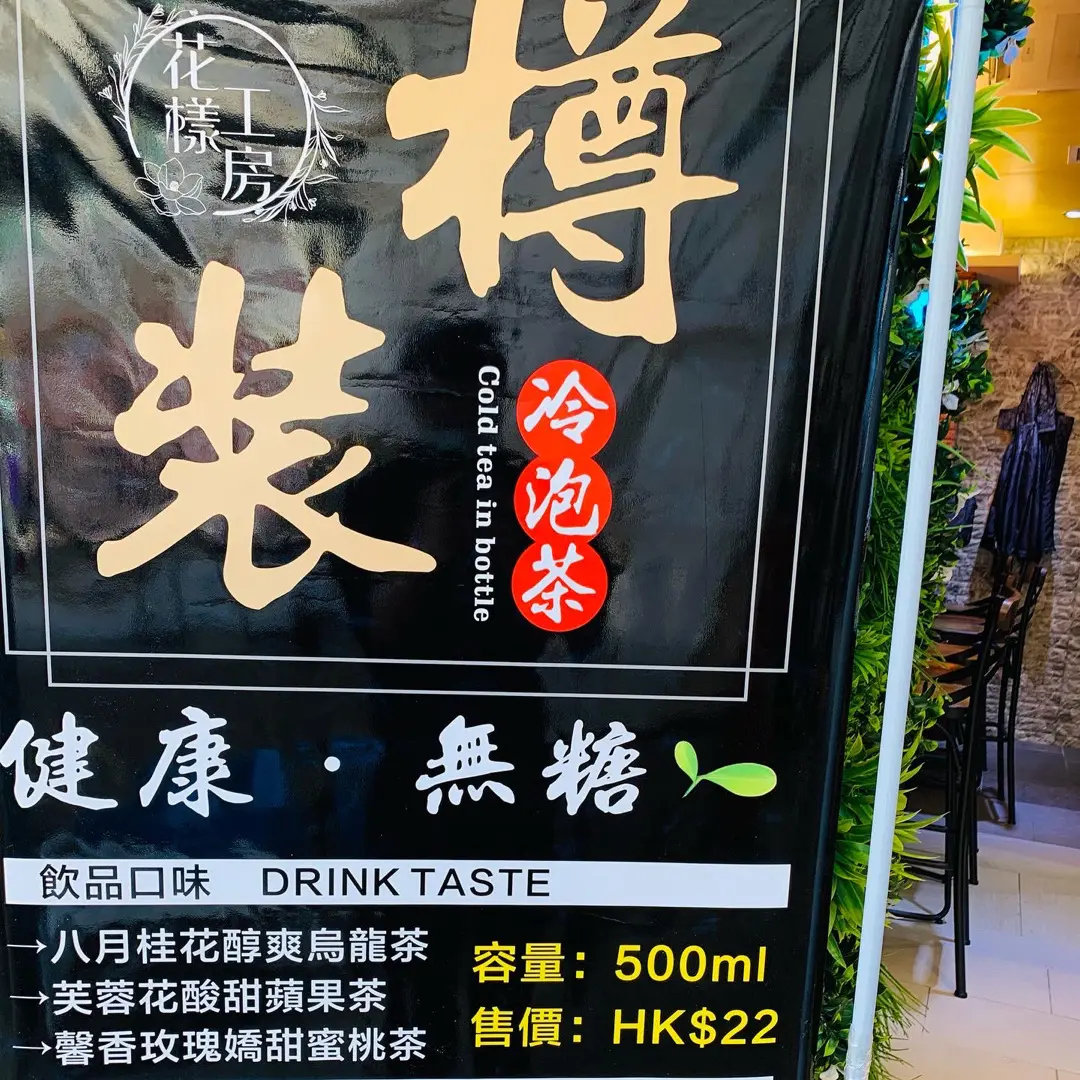 花樣
工房
樽
裝
冷泡茶
Cold tea in bottle
健康・無糖
飲品口味 DRINK TASTE
→八月桂花醇爽烏龍茶
→芙蓉花酸甜蘋果茶
→馨香玫瑰嬌甜蜜桃茶
容量：500ml
售價：HK$22